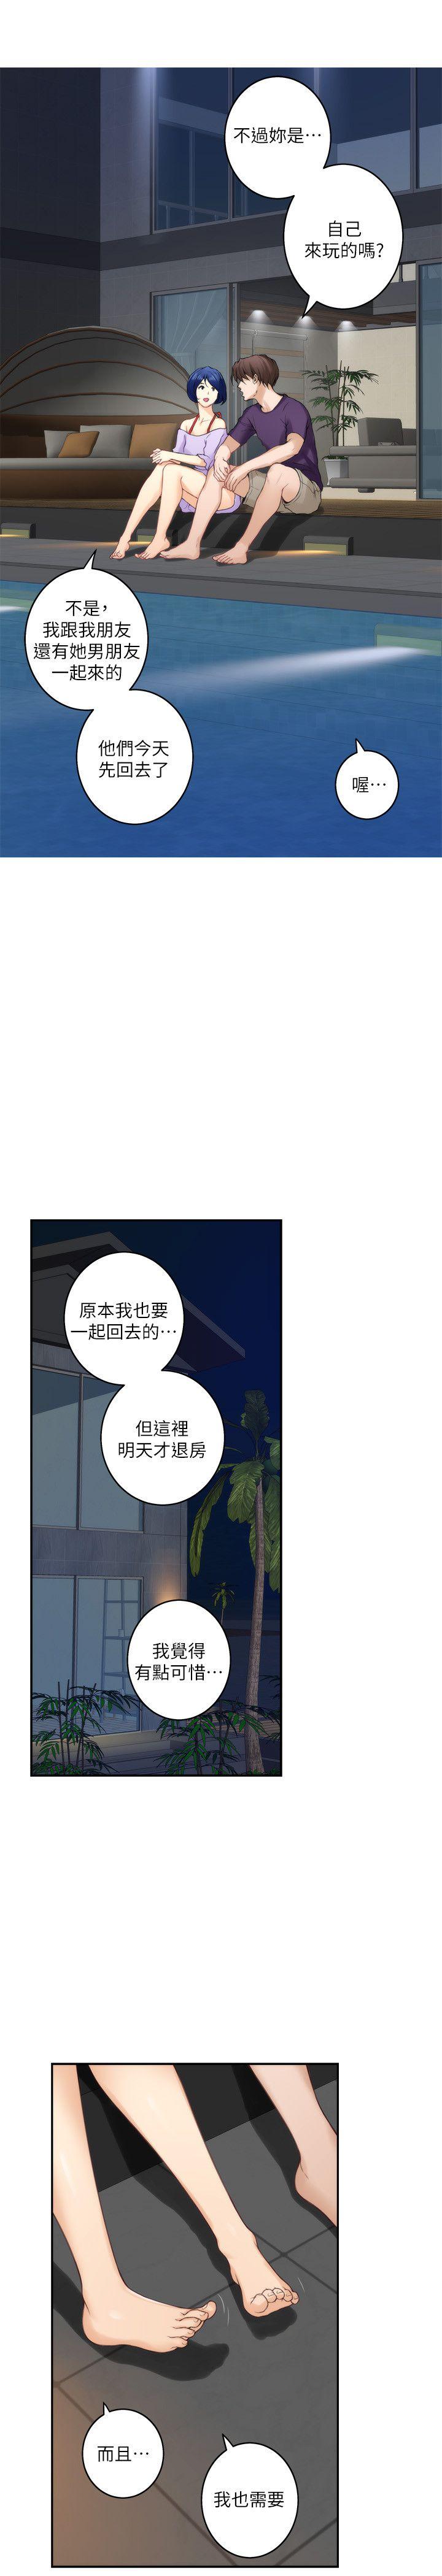 不過妳是…
自己
來玩的嗎?
不是，
我跟我朋友
還有她男朋友
一起來的
他們今天
先回去了
喔…
原本我也要
一起回去的…
但這裡
明天才退房
我覺得
有點可惜…
而且…
我也需要